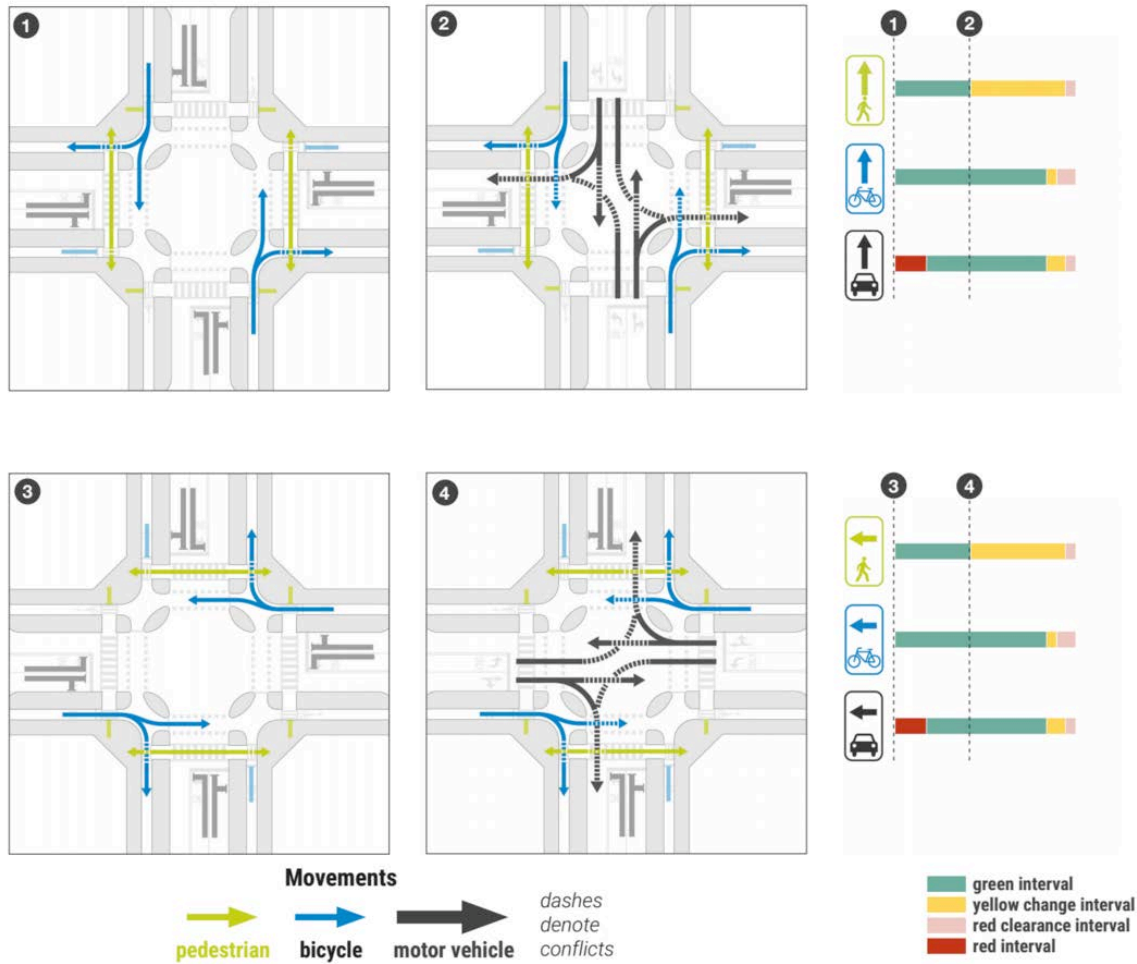 1
2
1
2
3
4
3
4
Movements
pedestrian
bicycle
motor vehicle
dashes
denote
conflicts
green interval
yellow change interval
red clearance interval
red interval